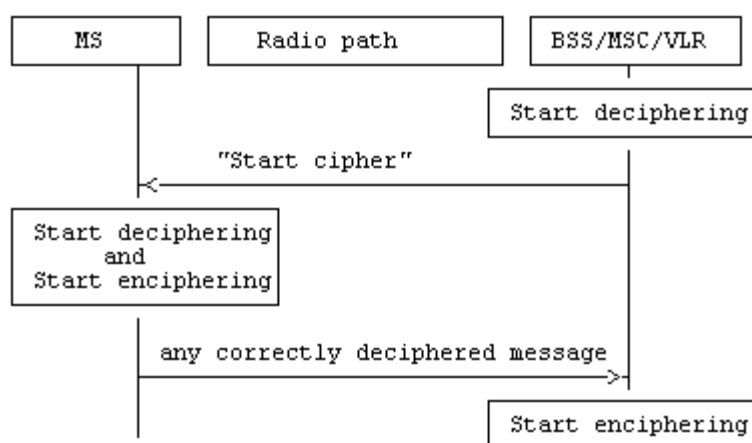 MS
Radio path
BSS/MSC/VLR
Start deciphering
"Start cipher"
Start deciphering
and
Start enciphering
any correctly deciphered message
Start enciphering